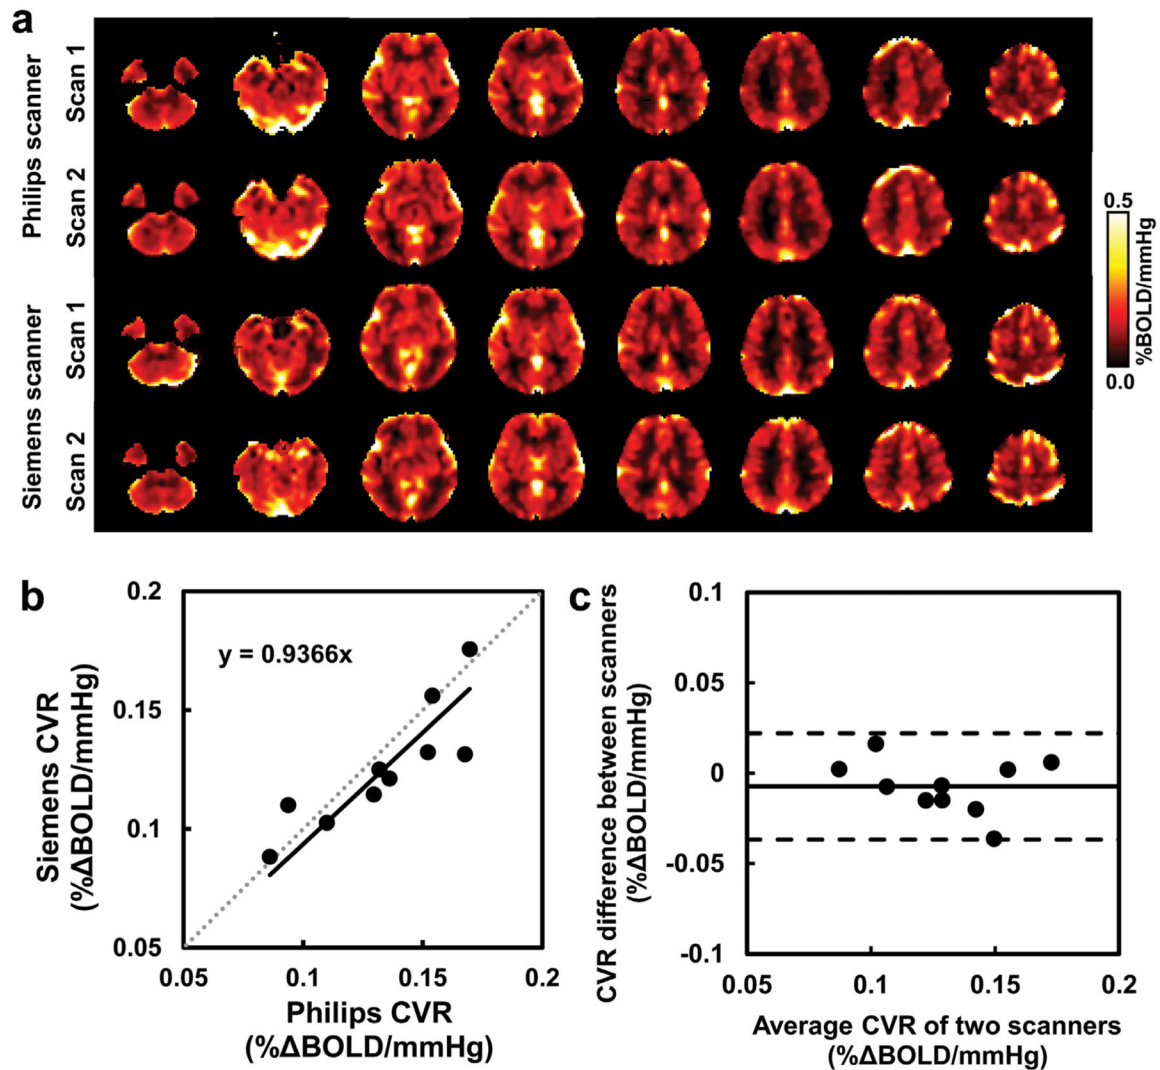 a
Philips scanner
Scan 1
Scan 2
Siemens scanner
Scan 1
Scan 2
0.5
%BOLD/mmHg
0.0
b
0.2
0.15
0.1
0.05
Siemens CVR
(%ΔBOLD/mmHg)
y = 0.9366x
0.05
0.1
0.15
0.2
Philips CVR
(%ΔBOLD/mmHg)
c
0.1
0.05
0
-0.05
-0.1
CVR difference between scanners
(%ΔBOLD/mmHg)
0.05
0.1
0.15
0.2
Average CVR of two scanners
(%ΔBOLD/mmHg)